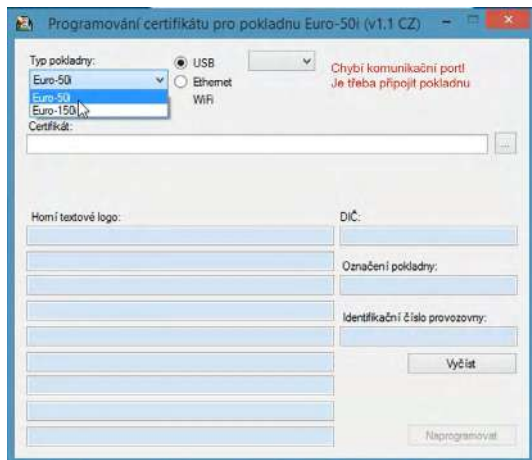 Programování certifikátu pro pokladnu Euro-50i (v1.1 CZ)
Typ pokladny:
Euro-50i
Euro-50i
Euro-150i
USB
Ethernet
WiFi
Chybí komunikační port!
Je třeba připojit pokladnu
Certifikát:
...
Horní textové logo:
DIČ:
Označení pokladny:
Identifikační číslo provozovny:
Vyčíst
Naprogramovat